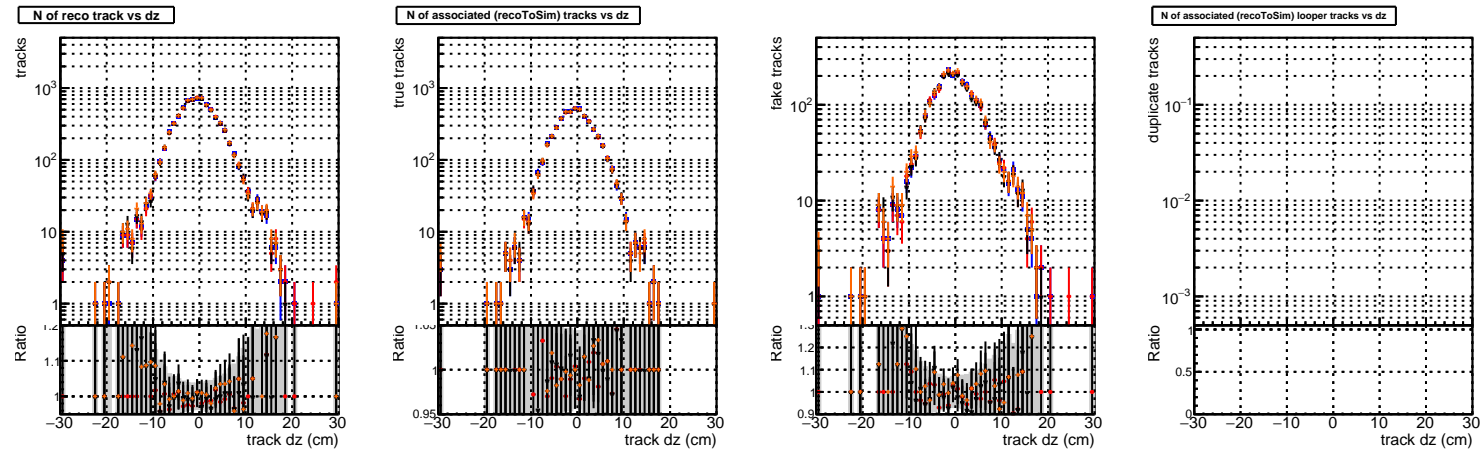 N of reco track vs dz
tracks
10³
10²
10
1
Ratio
1.2
1.1
1
−30 −20 −10 0 10 20 30
track dz (cm)
N of associated (recoToSim) tracks vs dz
true tracks
10³
10²
10
1
Ratio
1.05
1
0.95
−30 −20 −10 0 10 20 30
track dz (cm)
fake tracks
10²
10
1
Ratio
1.3
1.2
1.1
1
0.9
−30 −20 −10 0 10 20 30
track dz (cm)
N of associated (recoToSim) looper tracks vs dz
duplicate tracks
10⁻¹
10⁻²
10⁻³
Ratio
1
0.5
0
−30 −20 −10 0 10 20 30
track dz (cm)